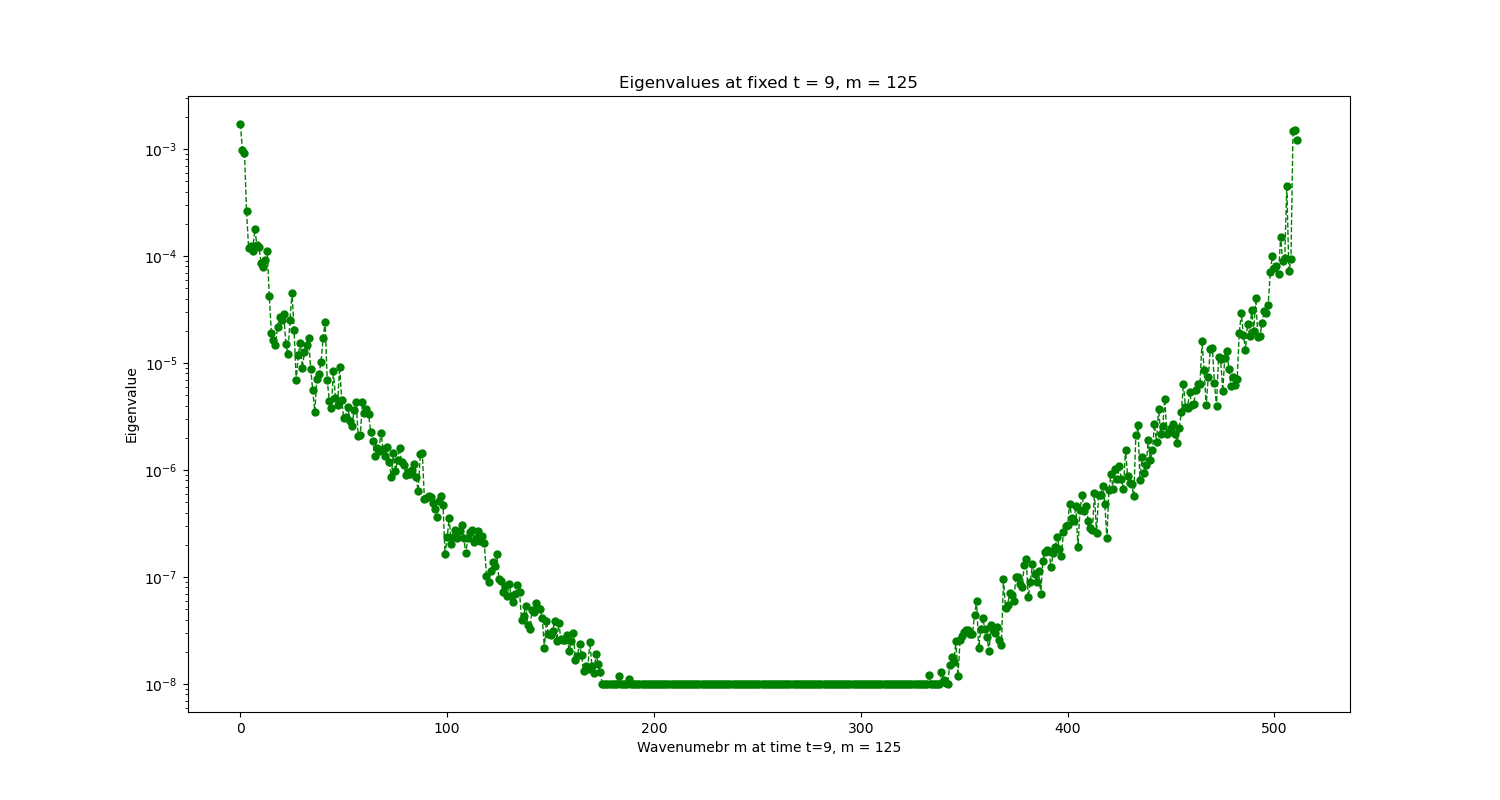 Eigenvalues at fixed t = 9, m = 125
10⁻³
10⁻⁴
10⁻⁵
10⁻⁶
10⁻⁷
10⁻⁸
Eigenvalue
0 100 200 300 400 500
Wavenumebr m at time t=9, m = 125